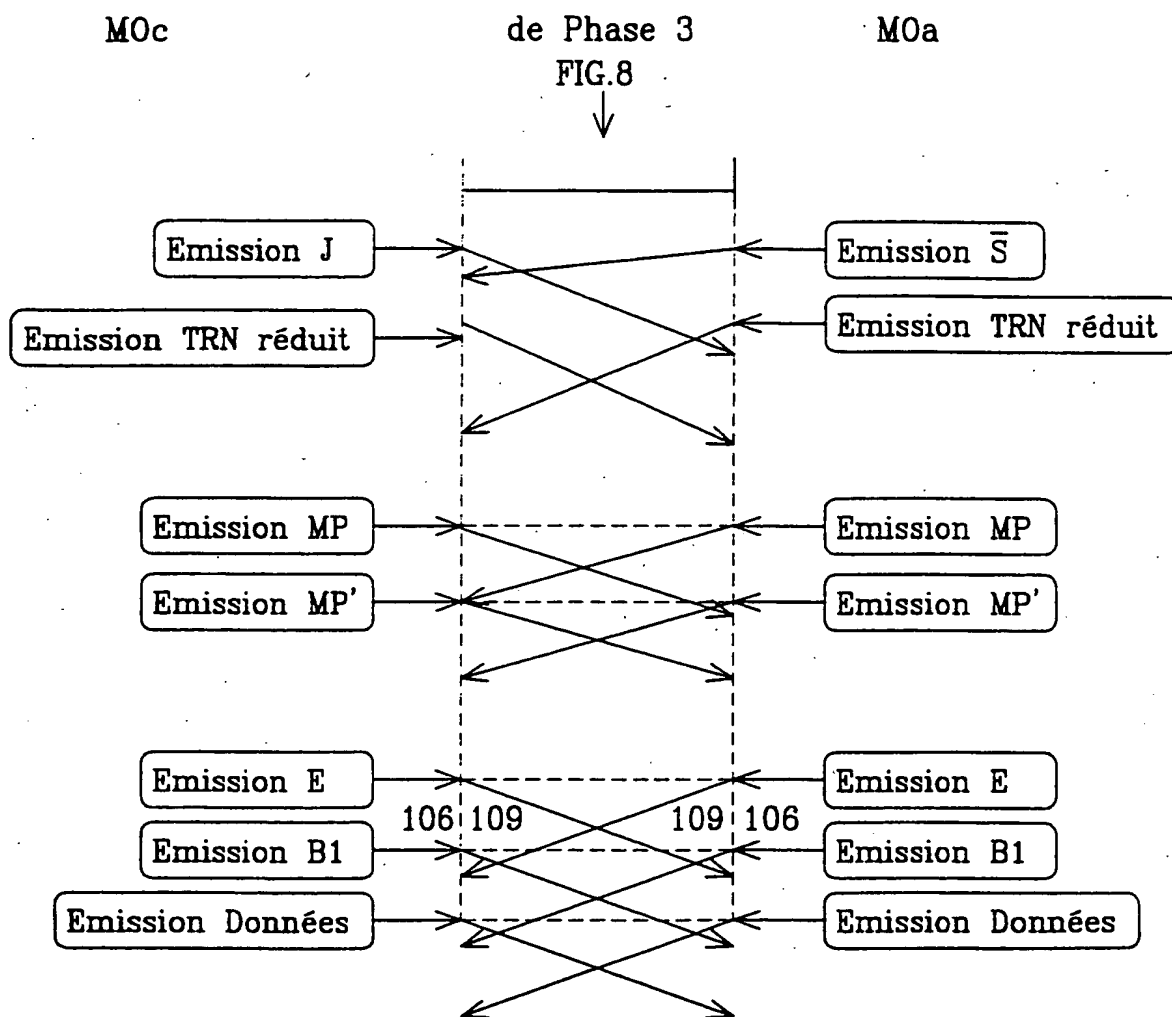 MOc
de Phase 3
MOa
FIG.8
Emission J
Emission S̅
Emission TRN réduit
Emission TRN réduit
Emission MP
Emission MP
Emission MP'
Emission MP'
Emission E
Emission E
106 109
109 106
Emission B1
Emission B1
Emission Données
Emission Données